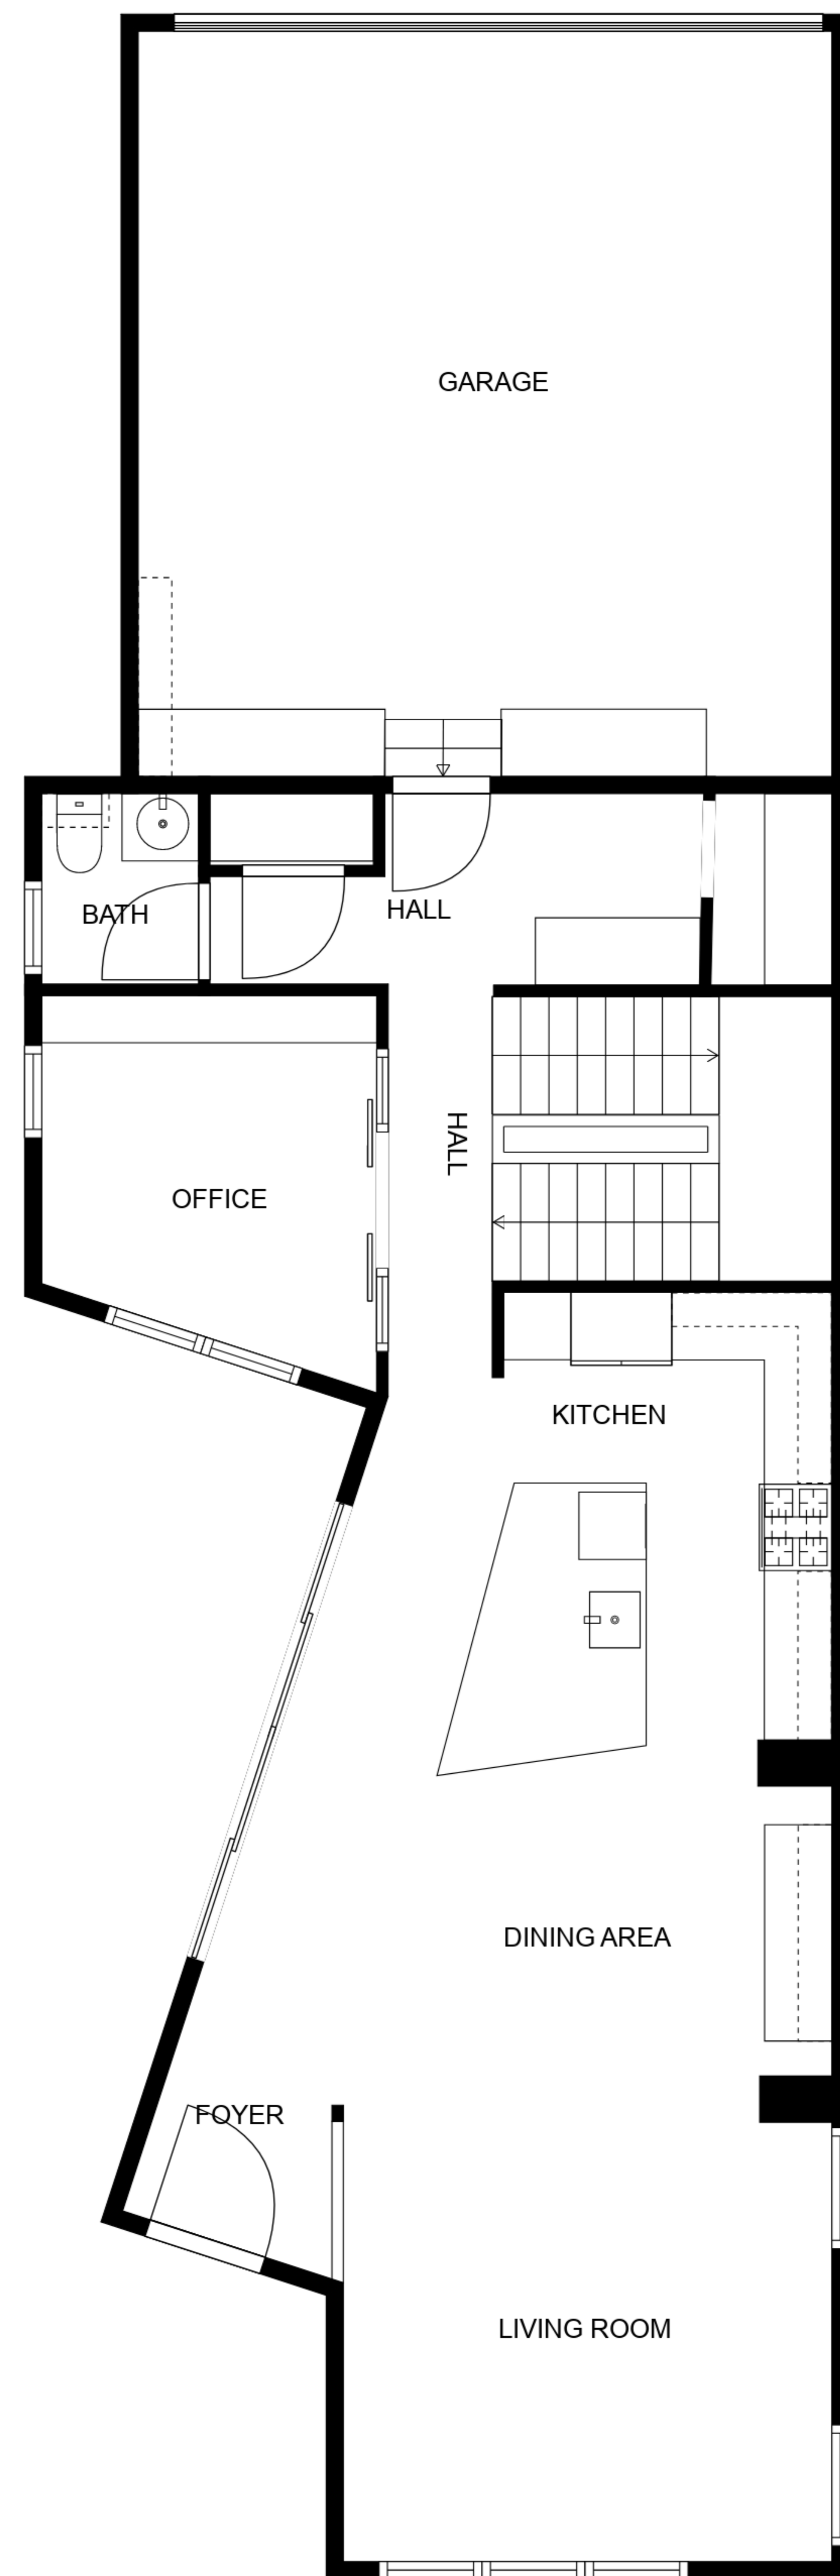 GARAGE
BATH
HALL
HALL
OFFICE
KITCHEN
DINING AREA
FOYER
LIVING ROOM